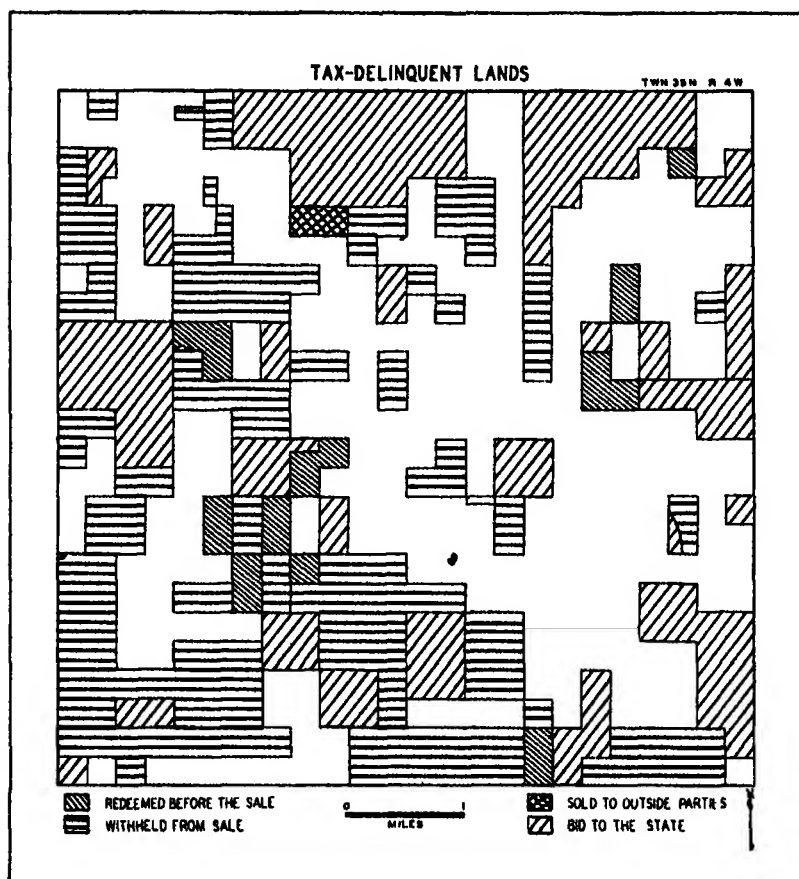 TAX-DELINQUENT LANDS
TWN 38N R 4W
REDEEMED BEFORE THE SALE
WITHHELD FROM SALE
0 1
MILES
SOLD TO OUTSIDE PARTIES
BID TO THE STATE